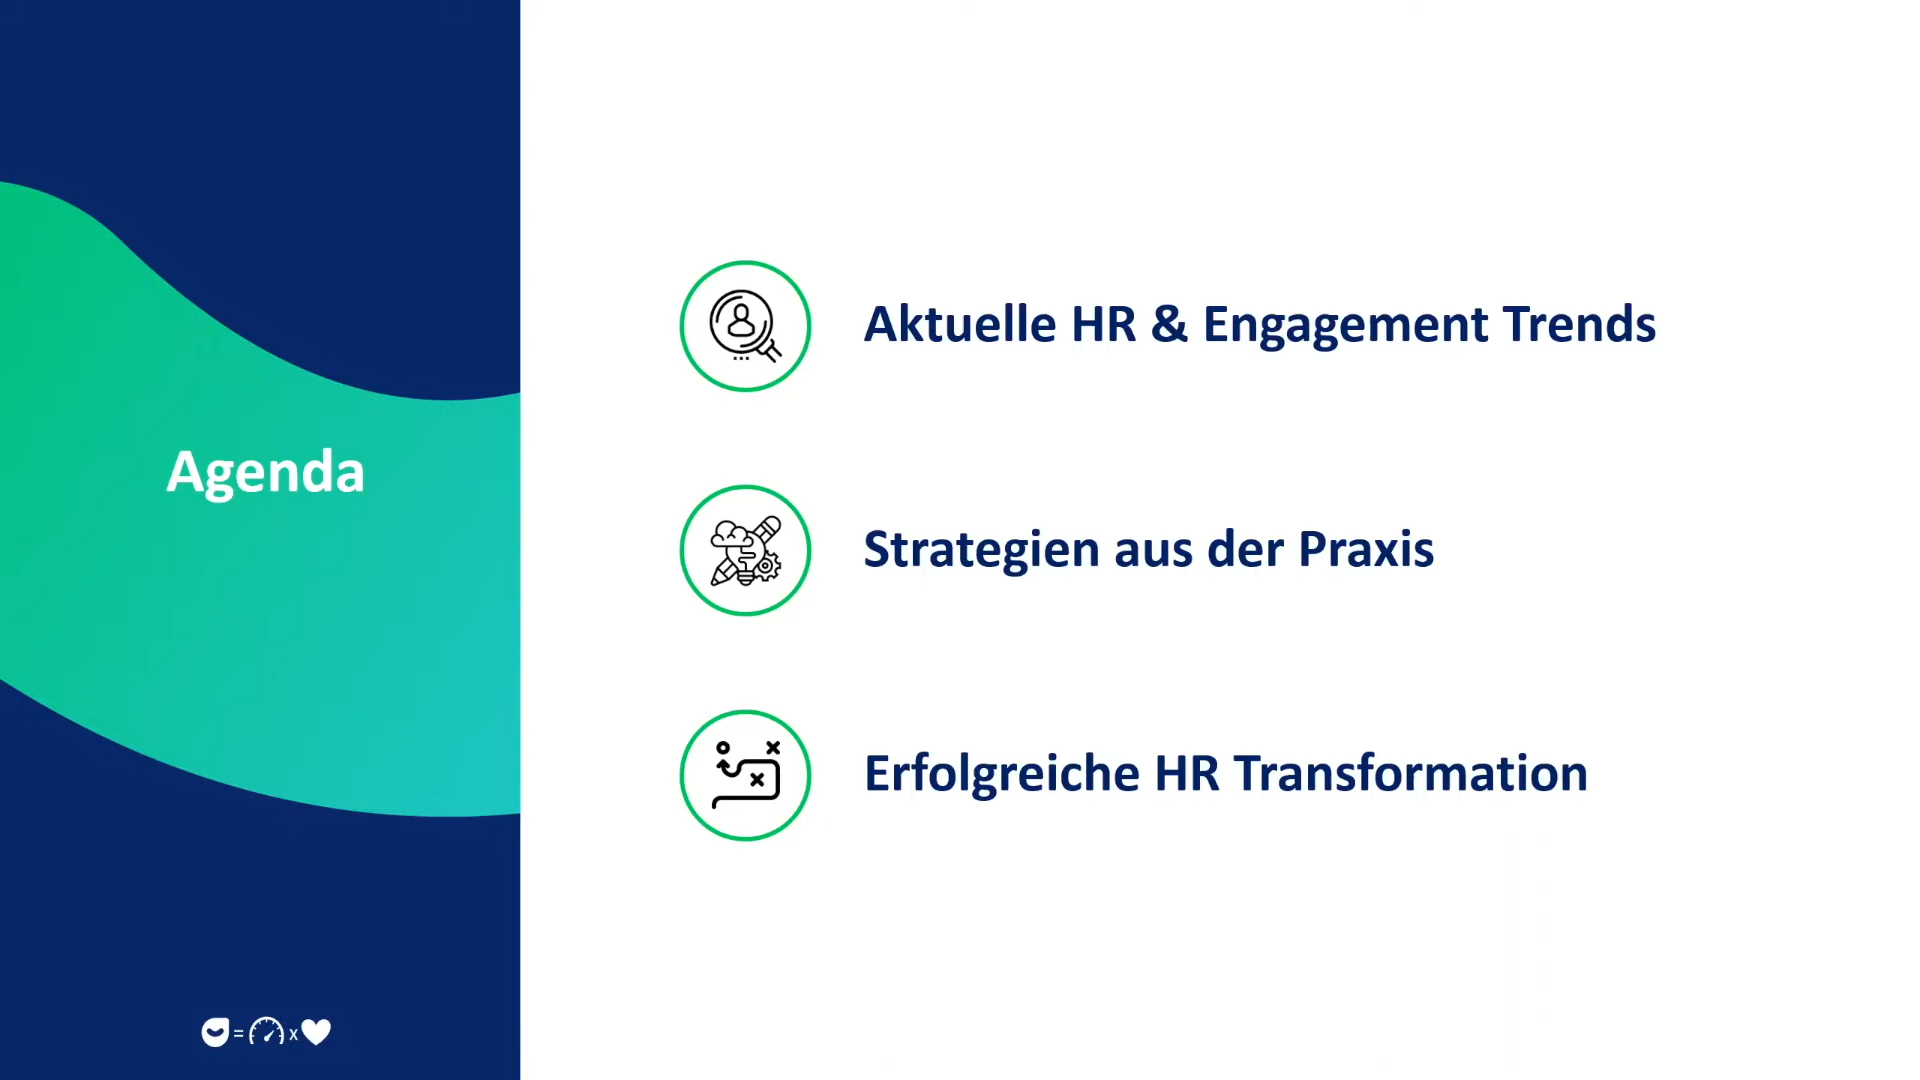 Agenda
Aktuelle HR & Engagement Trends
Strategien aus der Praxis
Erfolgreiche HR Transformation
= x